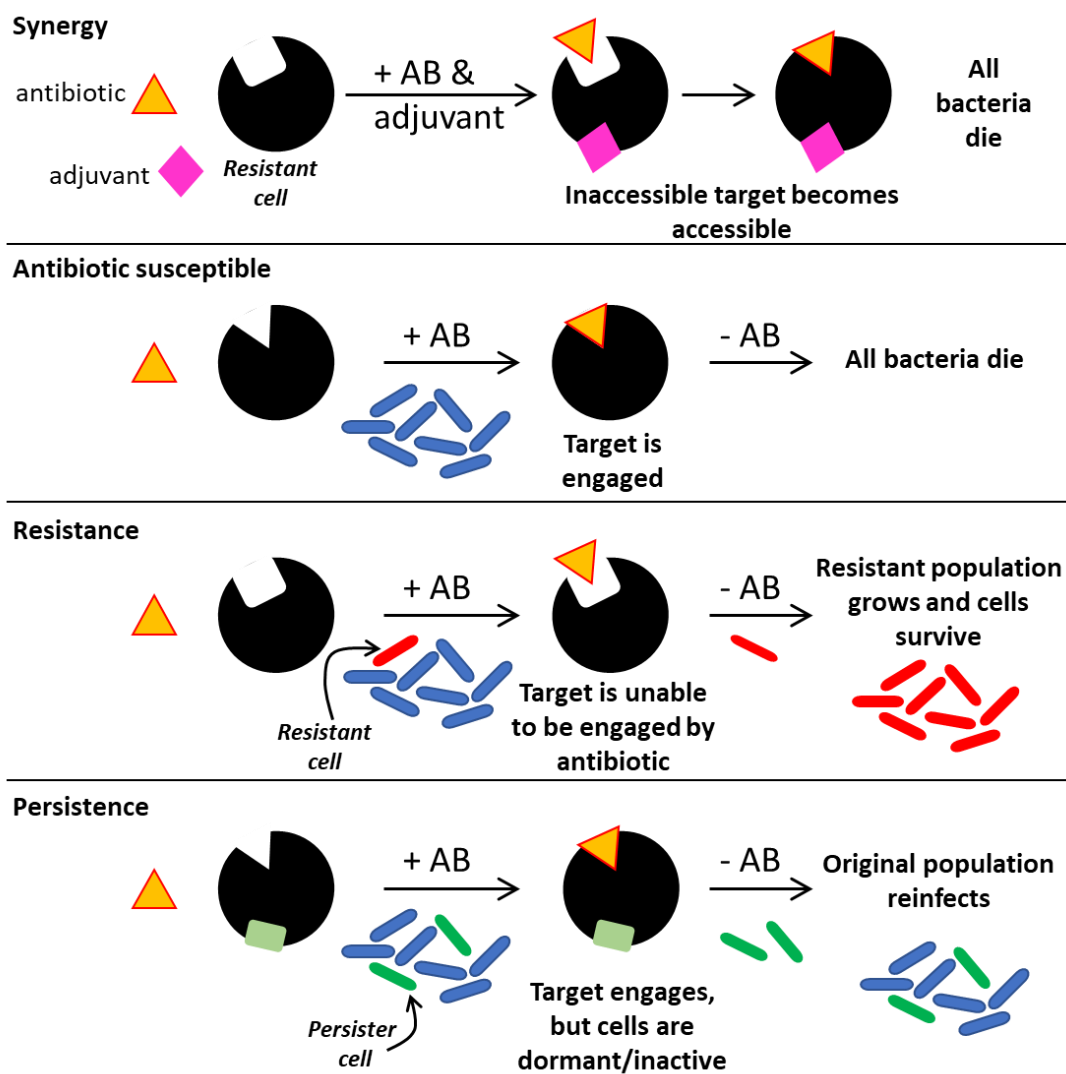 Synergy
antibiotic
adjuvant
Resistant
cell
+ AB &
adjuvant
Inaccessible target becomes
accessible
All
bacteria
die
Antibiotic susceptible
+ AB
Target is
engaged
- AB
All bacteria die
Resistance
+ AB
Resistant
cell
Target is unable
to be engaged by
antibiotic
- AB
Resistant population
grows and cells
survive
Persistence
+ AB
Persister
cell
Target engages,
but cells are
dormant/inactive
- AB
Original population
reinfects